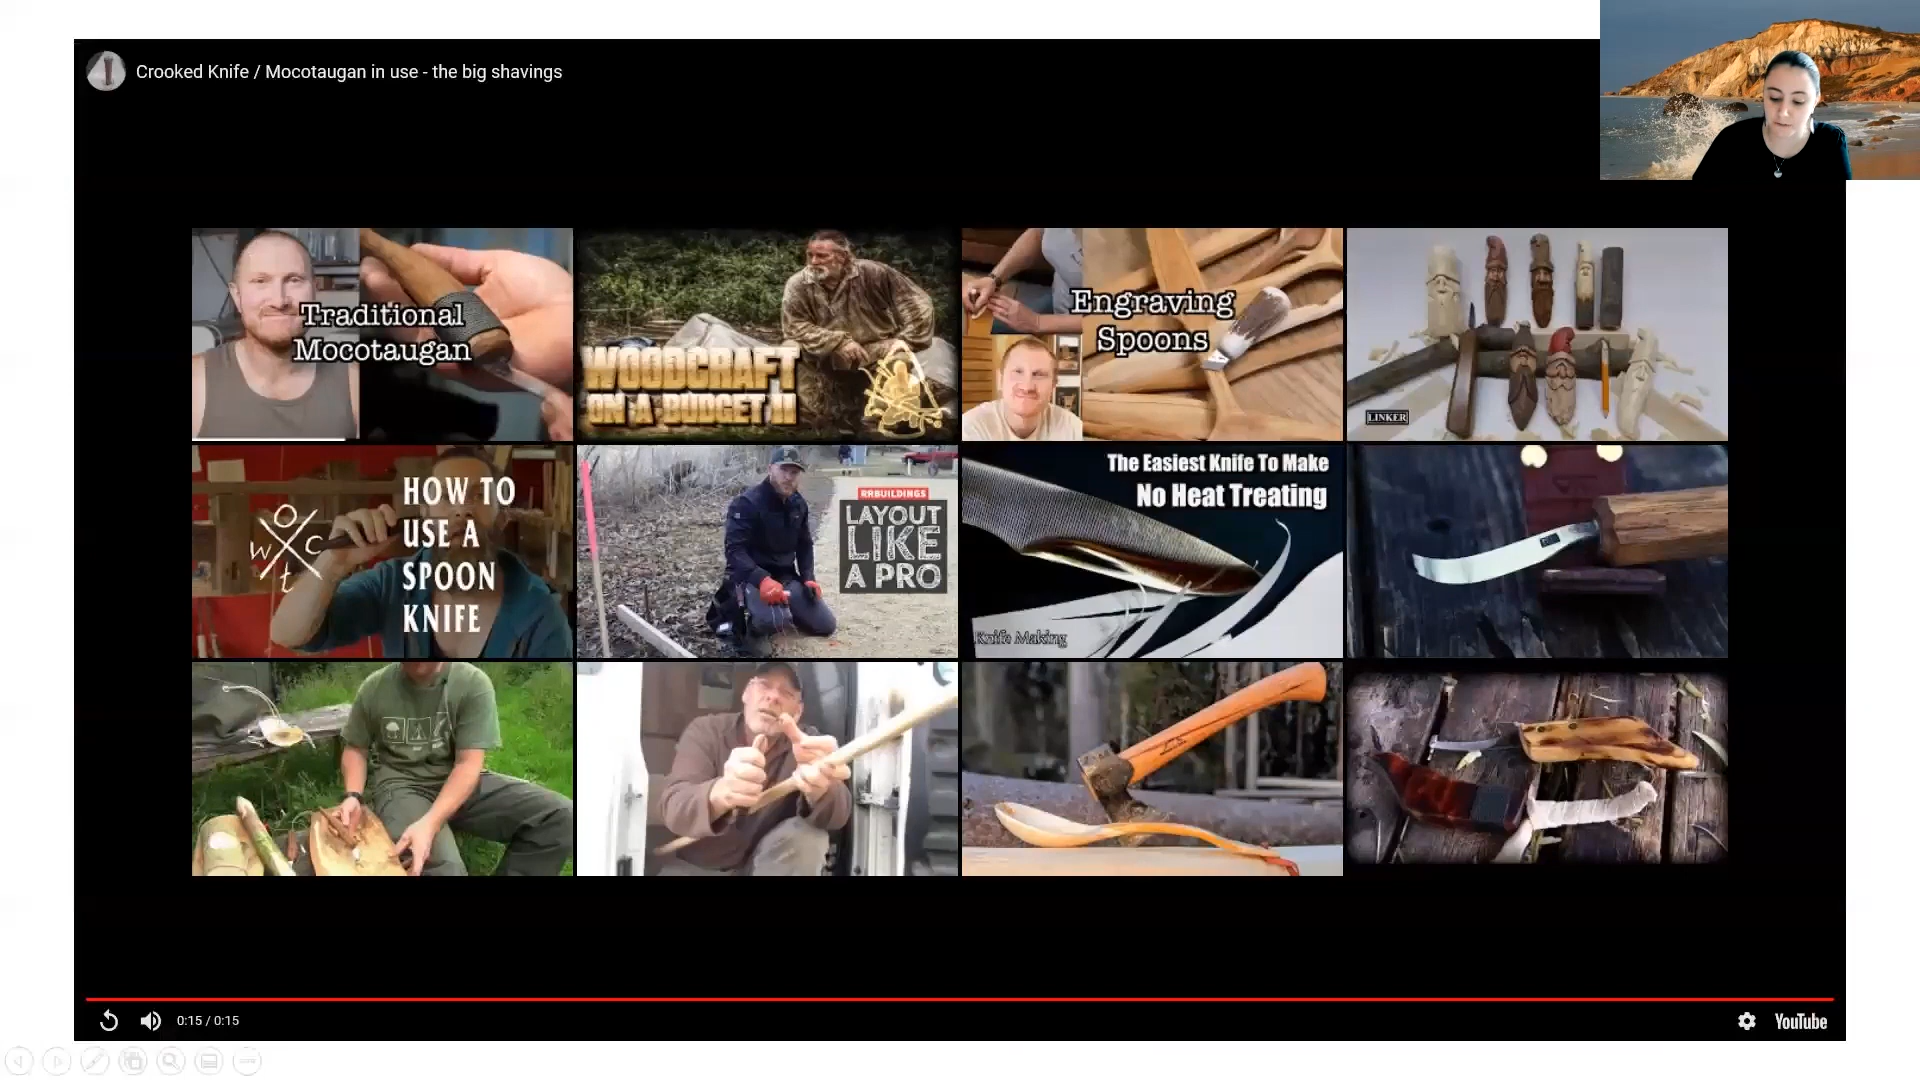 Crooked Knife / Mocotaugan in use - the big shavings
Traditional
Mocotaugan
WOODCRAFT
ON A BUDGET II
Engraving
Spoons
LINKER
O
W C
t
HOW TO
USE A
SPOON
KNIFE
RRBUILDINGS
LAYOUT
LIKE
A PRO
The Easiest Knife To Make
No Heat Treating
Knife Making
0:15 / 0:15
YouTube